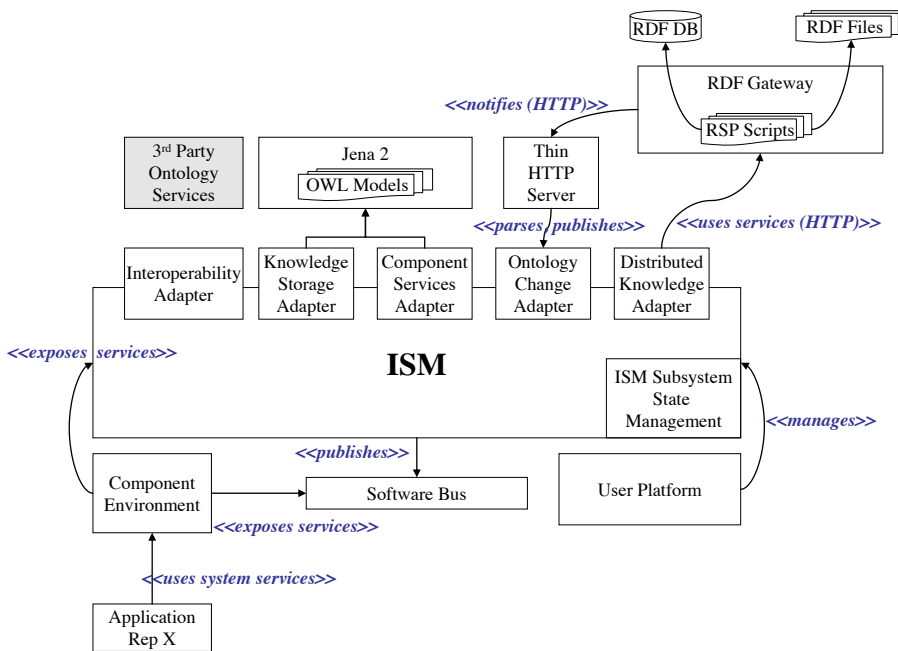 RDF DB
RDF Files
RDF Gateway
<<notifies (HTTP)>>
RSP Scripts
3rd Party
Ontology
Services
Jena 2
OWL Models
Thin
HTTP
Server
<<parses, publishes>>
<<uses services (HTTP)>>
Interoperability
Adapter
Knowledge
Storage
Adapter
Component
Services
Adapter
Ontology
Change
Adapter
Distributed
Knowledge
Adapter
<<exposes services>>
ISM
ISM Subsystem
State
Management
<<manages>>
<<publishes>>
Component
Environment
Software Bus
User Platform
<<exposes services>>
<<uses system services>>
Application
Rep X